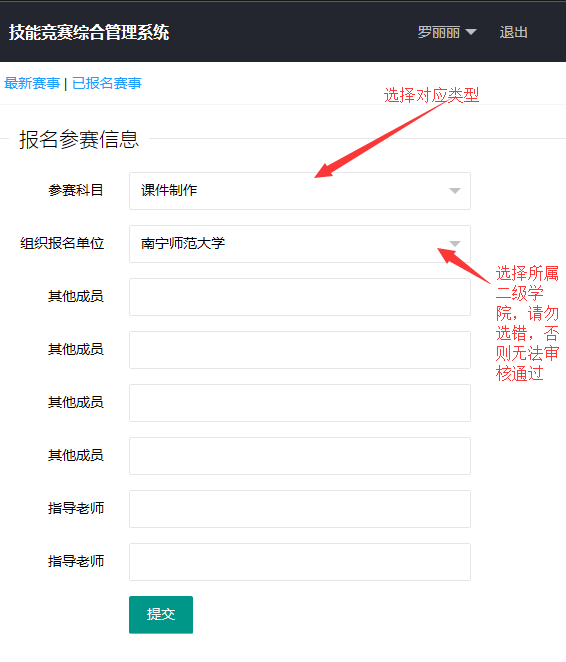 技能竞赛综合管理系统
罗丽丽 退出
最新赛事 | 已报名赛事
选择对应类型
报名参赛信息
参赛科目 课件制作
组织报名单位 南宁师范大学
选择所属
二级学
院，请勿
选错，否
则无法审
核通过
其他成员
其他成员
其他成员
其他成员
指导老师
指导老师
提交